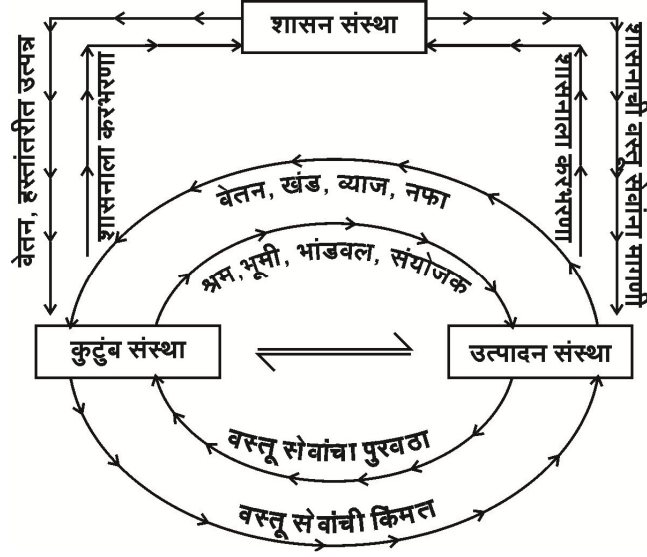 शासन संस्था
वेतन, हस्तांतरीत उत्पन्न
शासनाला करभरणा
शासनाला करभरणा
शासनाची वस्तू सेवांना मागणी
वेतन, खंड, व्याज, नफा
श्रम,भूमी, भांडवल, संयोजक
कुटुंब संस्था
उत्पादन संस्था
वस्तू सेवांचा पुरवठा
वस्तू सेवांची किंमत